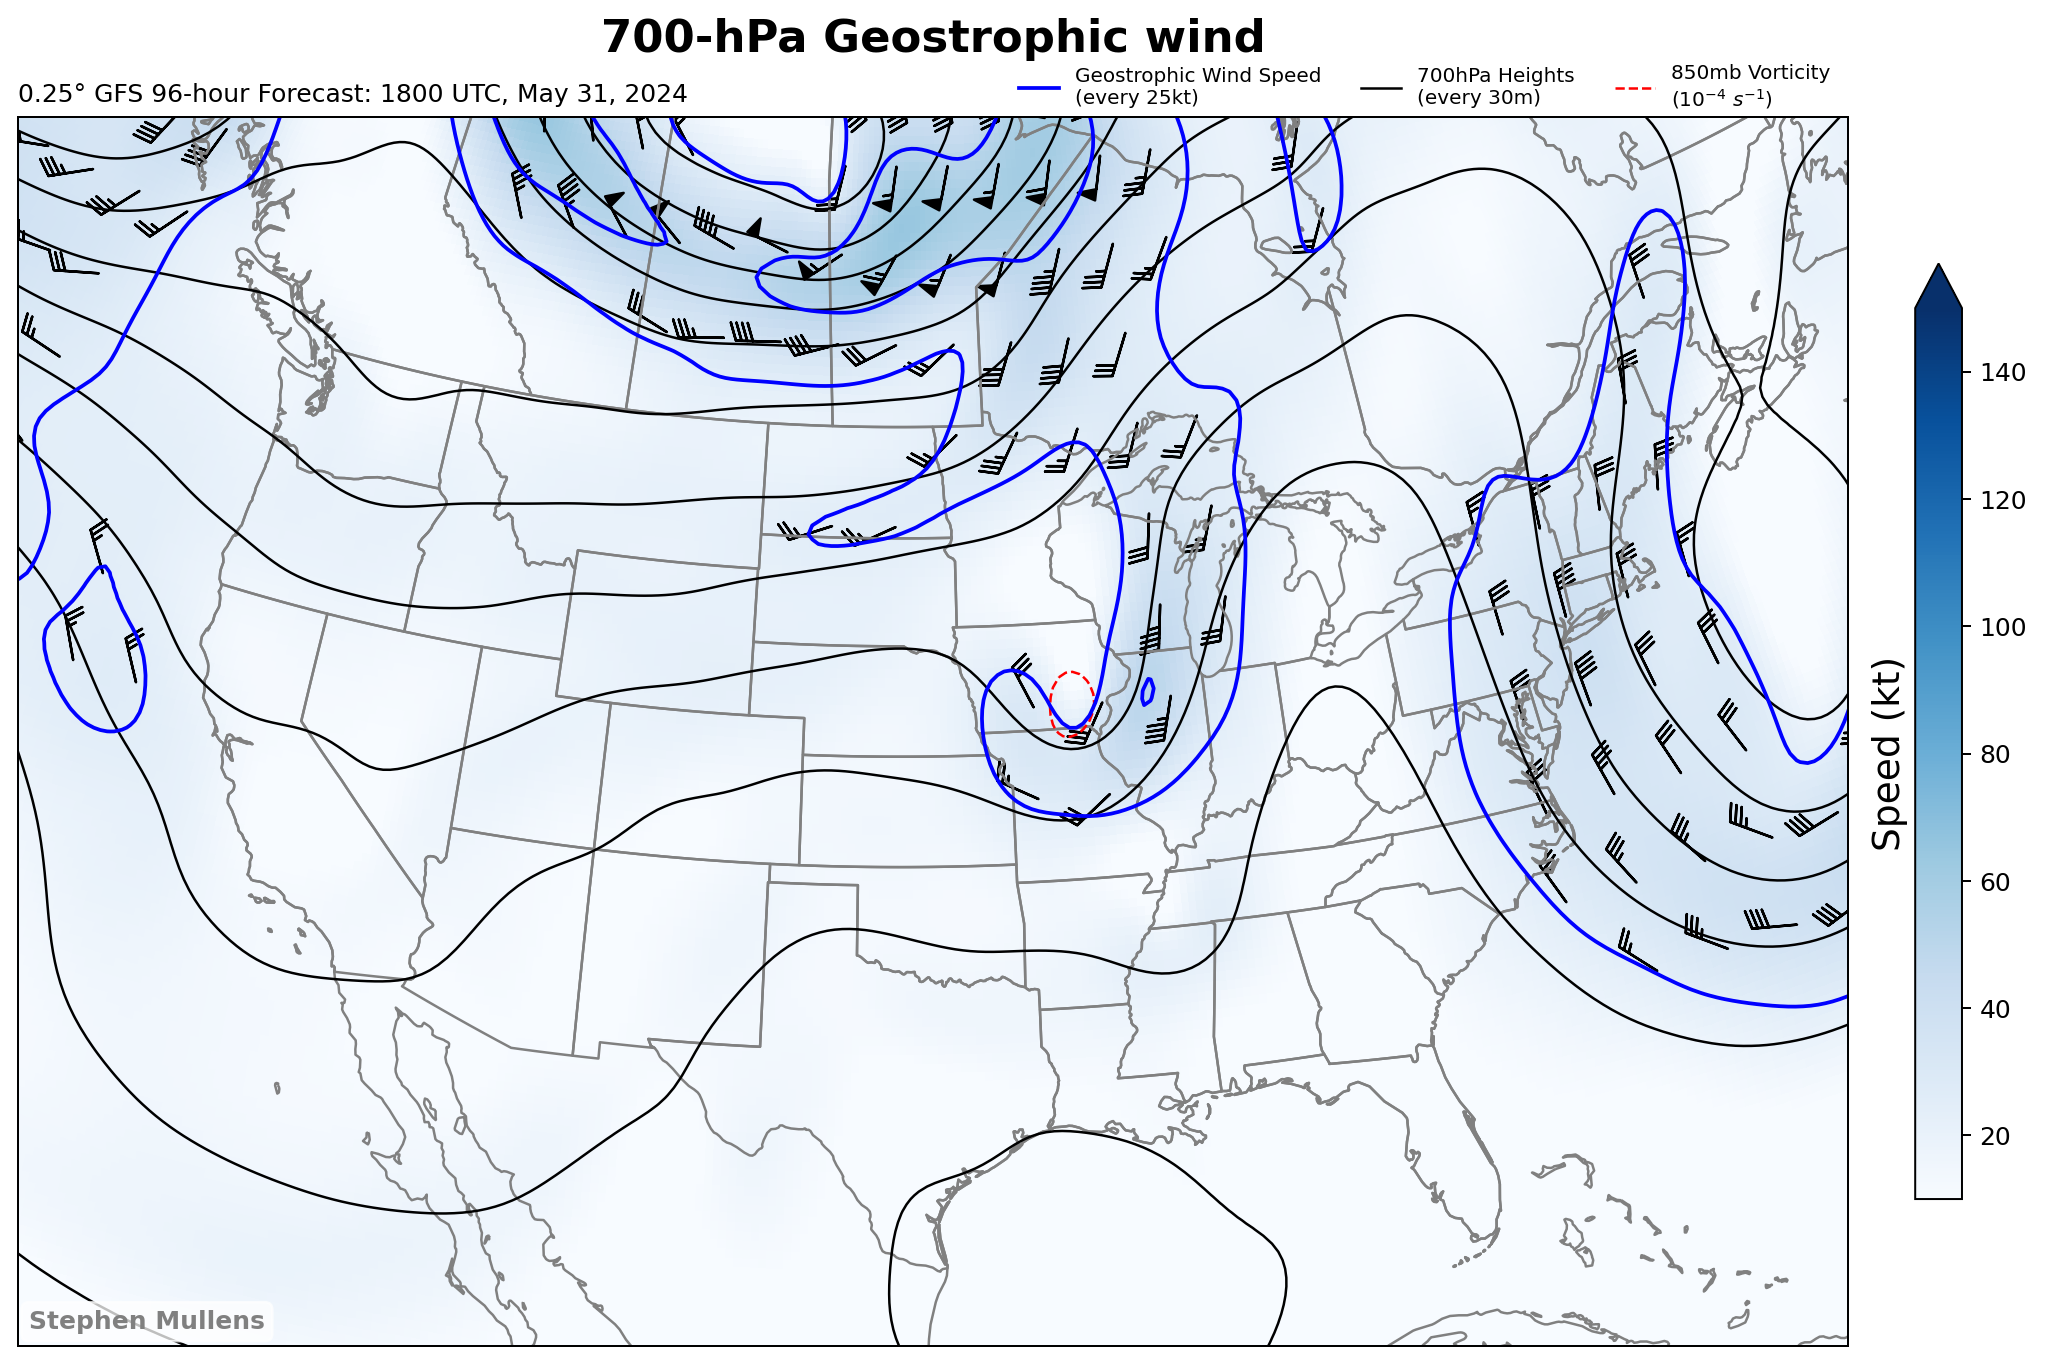 700-hPa Geostrophic wind
0.25° GFS 96-hour Forecast: 1800 UTC, May 31, 2024
Geostrophic Wind Speed
(every 25kt)
700hPa Heights
(every 30m)
850mb Vorticity
(10⁻⁴ s⁻¹)
140
120
100
80
60
40
20
Speed (kt)
Stephen Mullens